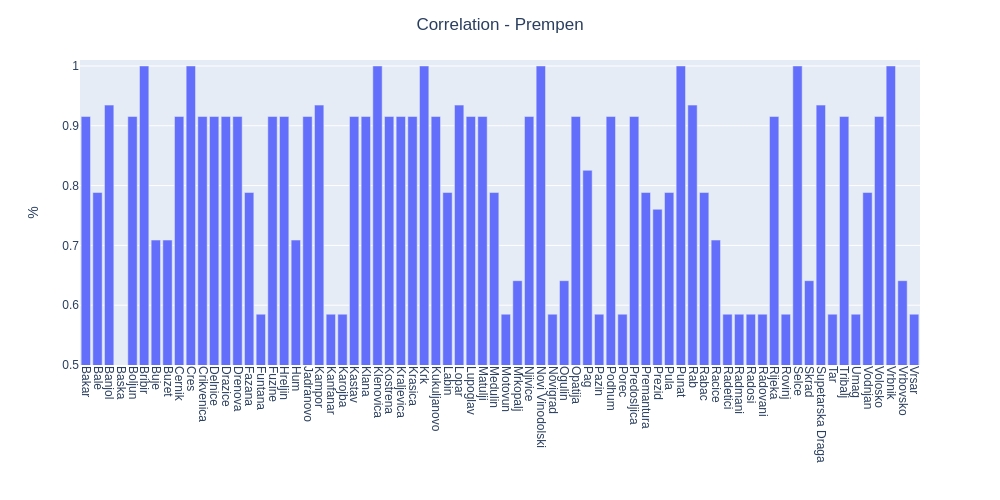 Correlation - Prempen
%
1
0.9
0.8
0.7
0.6
0.5
Bakar
Bale
Banjol
Baska
Boljun
Bribir
Buje
Buzet
Cernik
Cres
Crikvenica
Delnice
Drazice
Drenova
Fazana
Funtana
Fuzine
Hreljin
Hum
Jadranovo
Kampor
Kanfanar
Karojba
Kastav
Klana
Klenovica
Kostrena
Kraljevica
Krasica
Krk
Kukuljanovo
Labin
Lopar
Lupoglav
Matulji
Medulin
Motovun
Mrkopalj
Njivice
Novi Vinodolski
Novigrad
Ogulin
Opatija
Pag
Pazin
Podhum
Porec
Predosljica
Premantura
Prezid
Pula
Punat
Rab
Rabac
Racice
Radetici
Radmani
Radosi
Radovani
Rijeka
Rovinj
Selce
Skrad
Supetarska Draga
Tar
Tribalj
Umag
Vodnjan
Volosko
Vrbnik
Vrbovsko
Vrsar